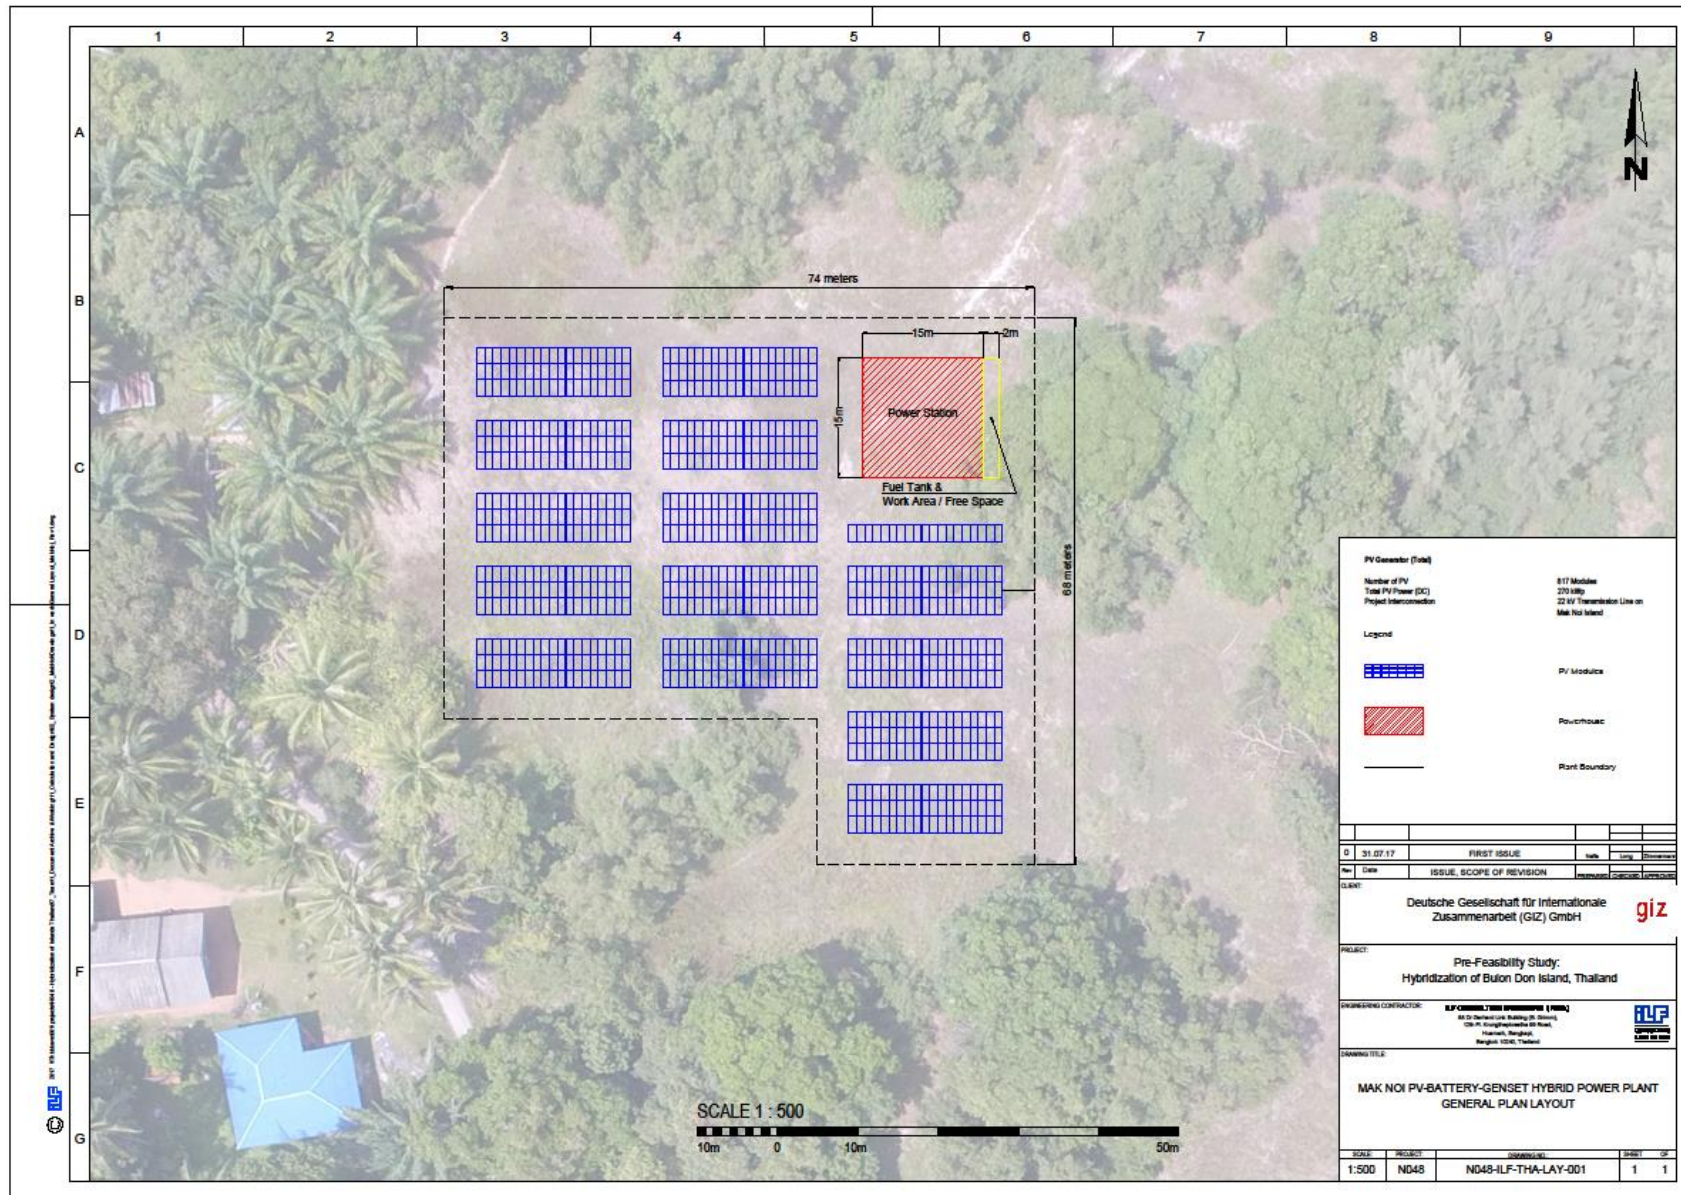 1 2 3 4 5 6 7 8 9
A
B
C
D
E
F
G
N
74 meters
15m
2m
15m
Power Station
Fuel Tank &
Work Area / Free Space
68 meters
SCALE 1 : 500
10m 0 10m 50m
PV Generator (Total)
Number of PV 817 Modules
Total PV Power (DC) 270 kWp
Project Interconnection 22 kV Transmission Line on
Mak Noi Island
Legend
PV Modules
Powerhouse
Plant Boundary
0 31.07.17 FIRST ISSUE
Rev Date ISSUE, SCOPE OF REVISION PREPARED CHECKED APPROVED
CLIENT:
Deutsche Gesellschaft für Internationale
Zusammenarbeit (GIZ) GmbH
giz
PROJECT:
Pre-Feasibility Study:
Hybridization of Bulon Don Island, Thailand
ENGINEERING CONTRACTOR:
Bangkok 10240, Thailand
ILF
DRAWING TITLE:
MAK NOI PV-BATTERY-GENSET HYBRID POWER PLANT
GENERAL PLAN LAYOUT
SCALE: PROJECT: DRAWING NO.: SHEET OF
1:500 N048 N048-ILF-THA-LAY-001 1 1
© ILF